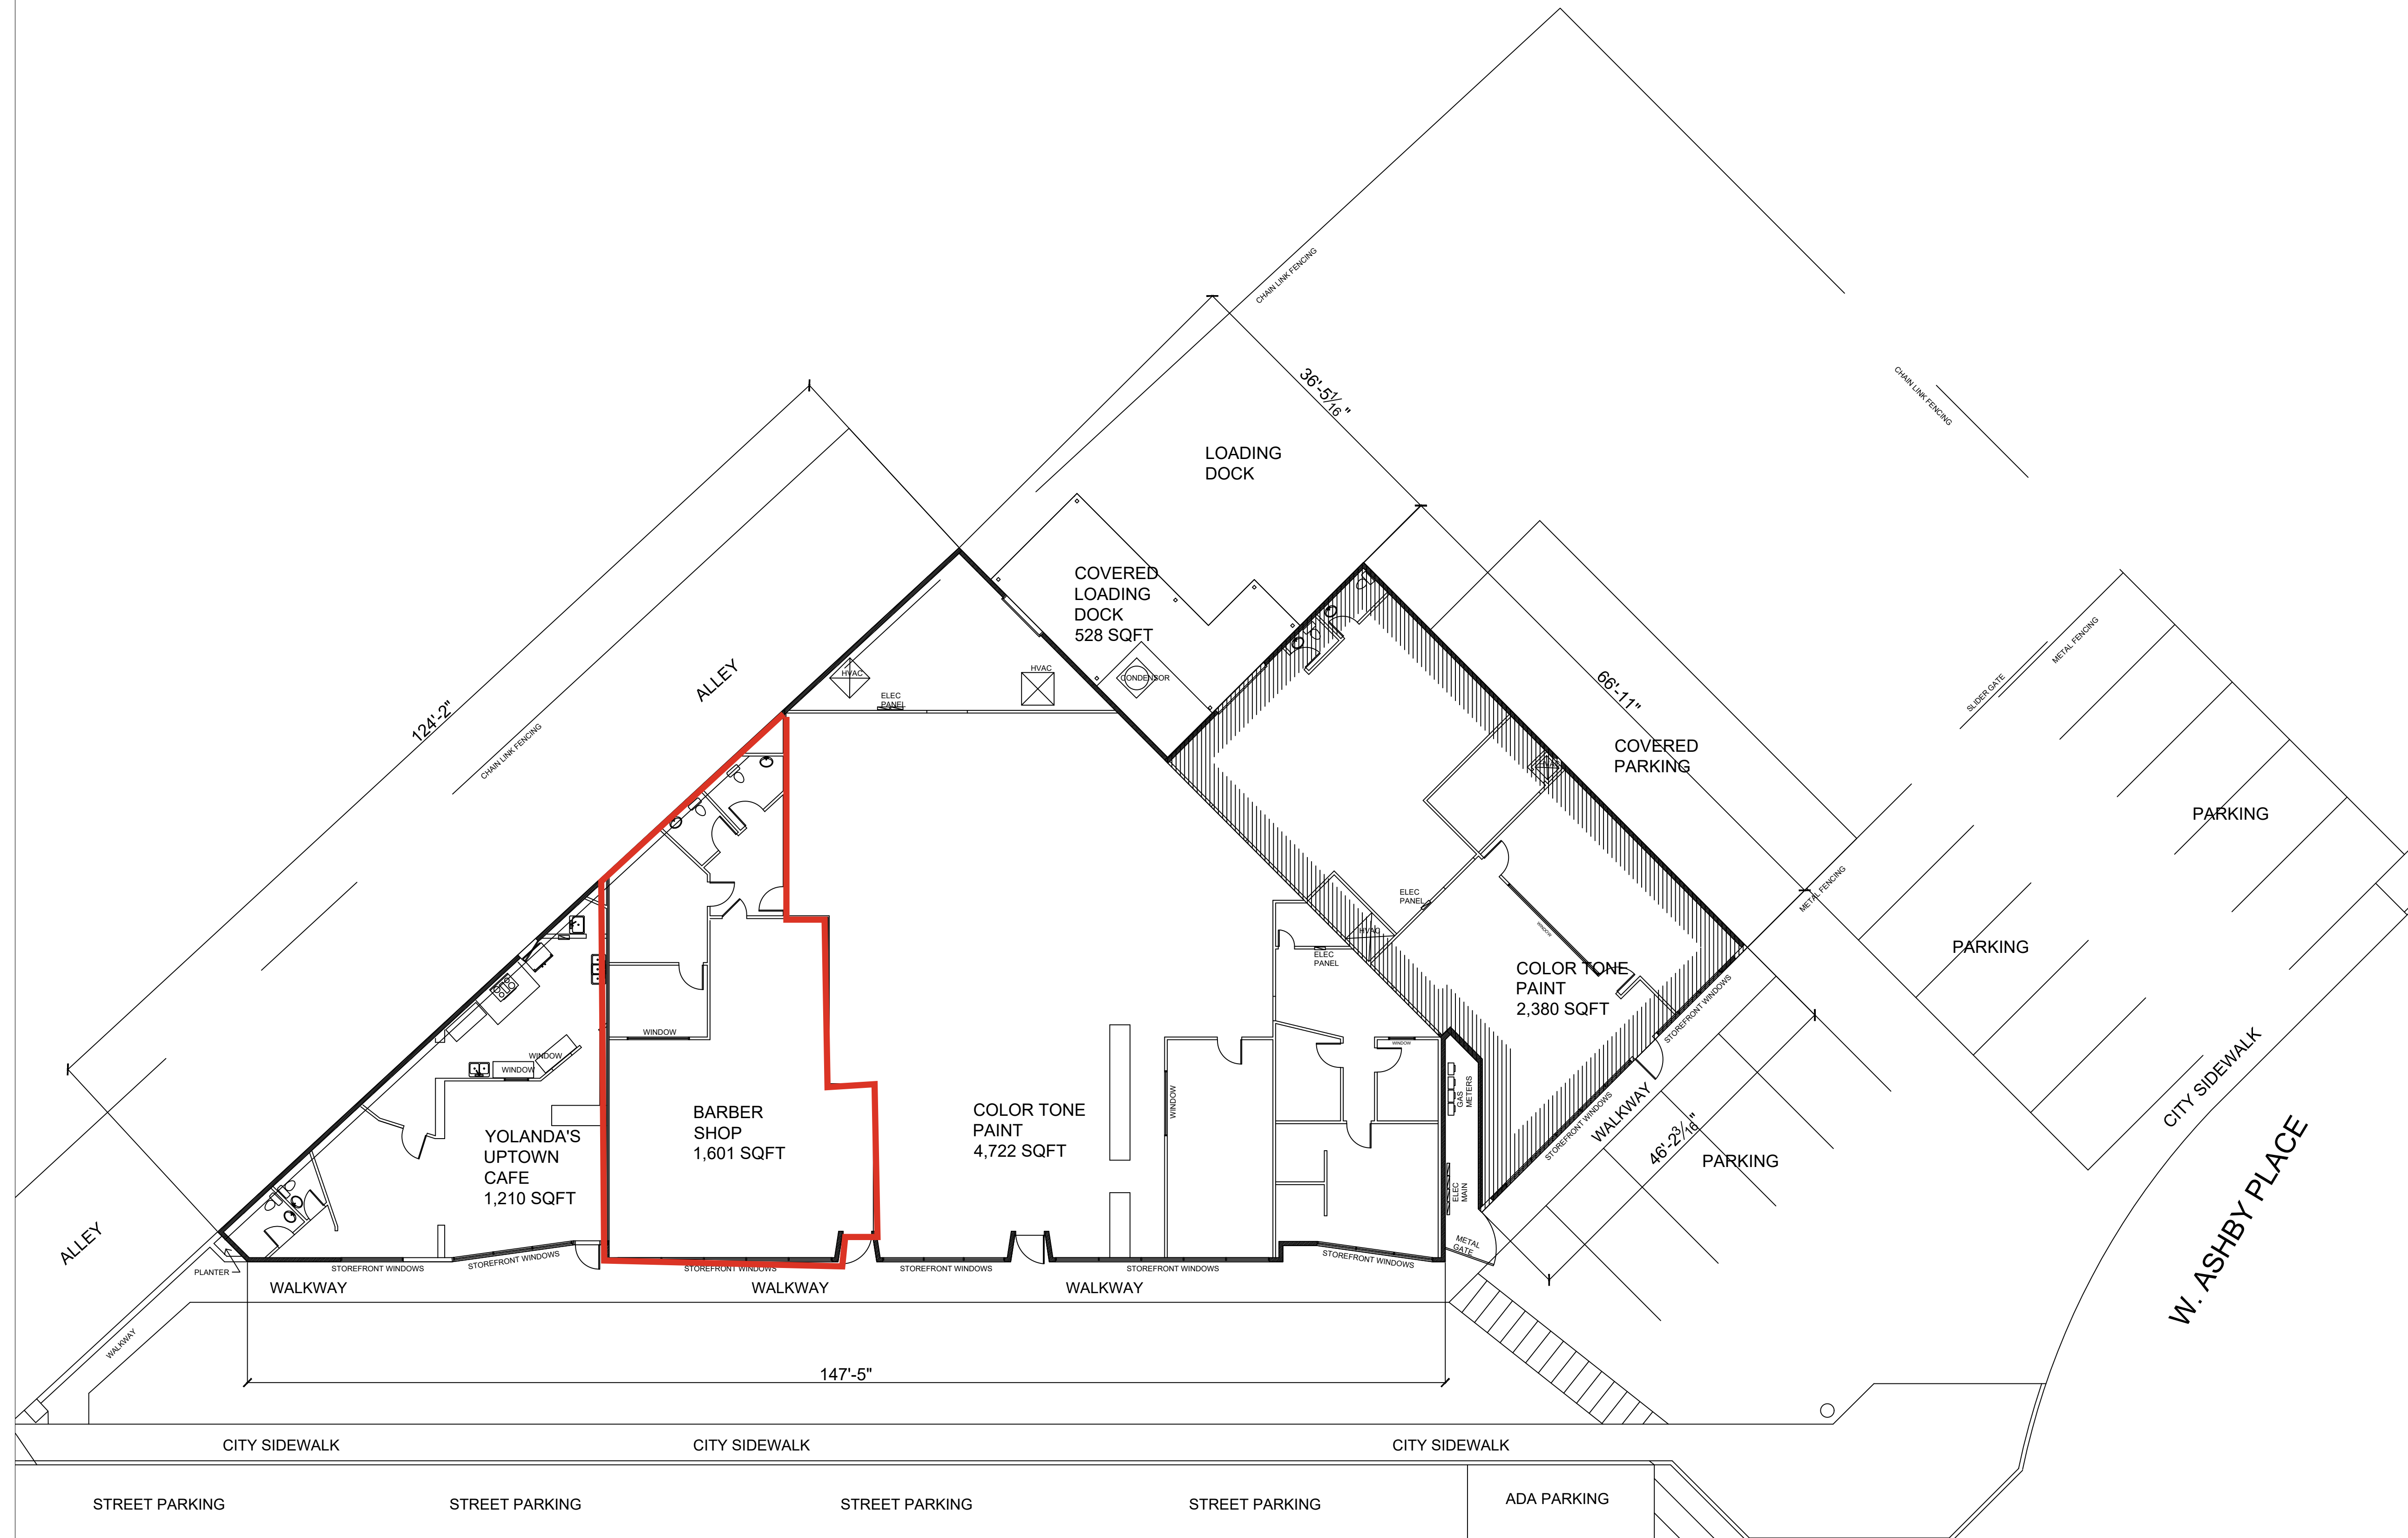 CHAIN LINK FENCING
36'-5 1/16"
CHAIN LINK FENCING
LOADING
DOCK
COVERED
LOADING
DOCK
528 SQFT
ALLEY
124'-2"
CHAIN LINK FENCING
HVAC
HVAC
CONDENSOR
ELEC
PANEL
66'-11"
COVERED
PARKING
SLIDER GATE
METAL FENCING
PARKING
METAL FENCING
PARKING
ELEC
PANEL
WINDOW
HVAC
ELEC
PANEL
COLOR TONE
PAINT
2,380 SQFT
STOREFRONT WINDOWS
WINDOW
WINDOW
WINDOW
WINDOW
WINDOW
GAS
METERS
STOREFRONT WINDOWS
WALKWAY
46'-2 3/16"
PARKING
CITY SIDEWALK
W. ASHBY PLACE
YOLANDA'S
UPTOWN
CAFE
1,210 SQFT
BARBER
SHOP
1,601 SQFT
COLOR TONE
PAINT
4,722 SQFT
ELEC
MAIN
METAL
GATE
ALLEY
PLANTER
STOREFRONT WINDOWS
STOREFRONT WINDOWS
STOREFRONT WINDOWS
STOREFRONT WINDOWS
STOREFRONT WINDOWS
STOREFRONT WINDOWS
WALKWAY
WALKWAY
WALKWAY
WALKWAY
147'-5"
CITY SIDEWALK
CITY SIDEWALK
CITY SIDEWALK
STREET PARKING
STREET PARKING
STREET PARKING
STREET PARKING
ADA PARKING